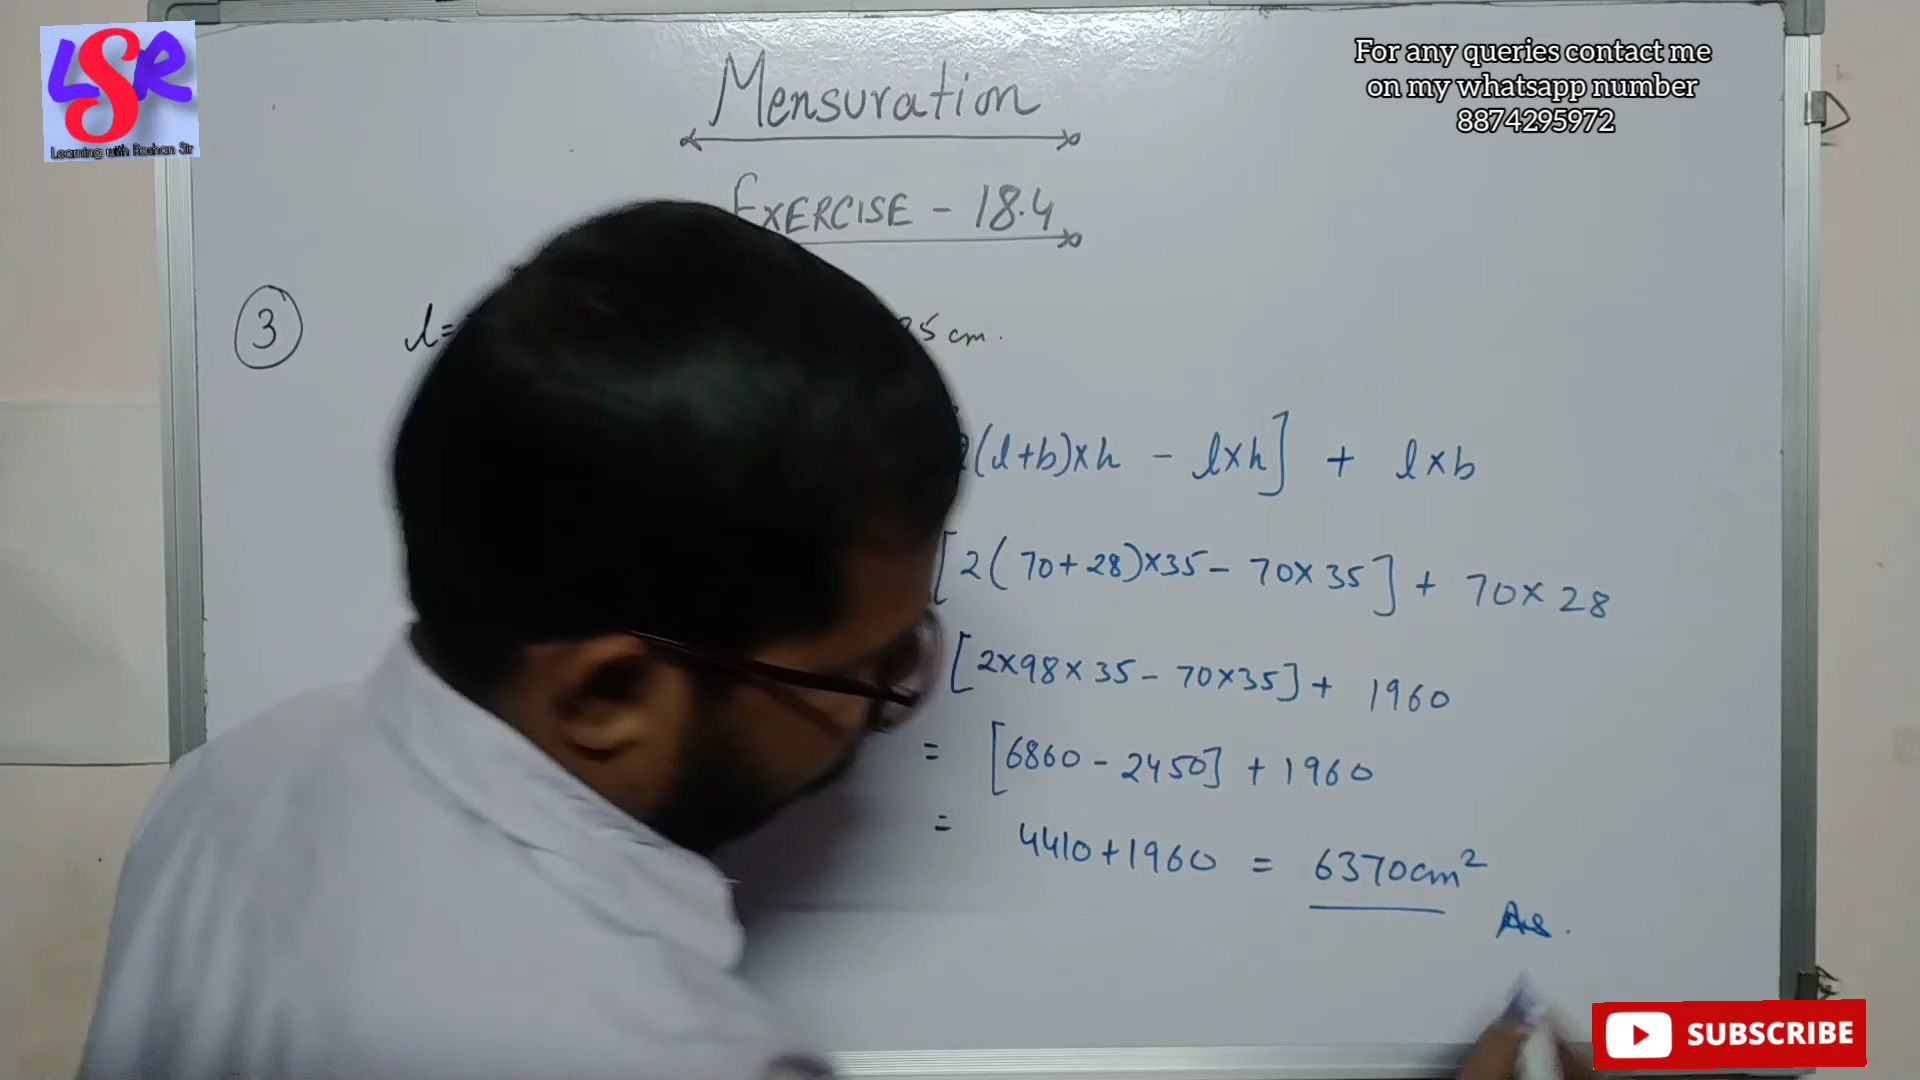 LSR
Learning with Roshan Sir
For any queries contact me
on my whatsapp number
8874295972
Mensuration
EXERCISE - 18.4
3 l= 5 cm.
(l+b)×h - l×h] + l×b
[2(70+28)×35- 70×35] + 70×28
[2×98×35- 70×35] + 1960
= [6860 - 2450] + 1960
= 4410+1960 = 6370cm²
SUBSCRIBE